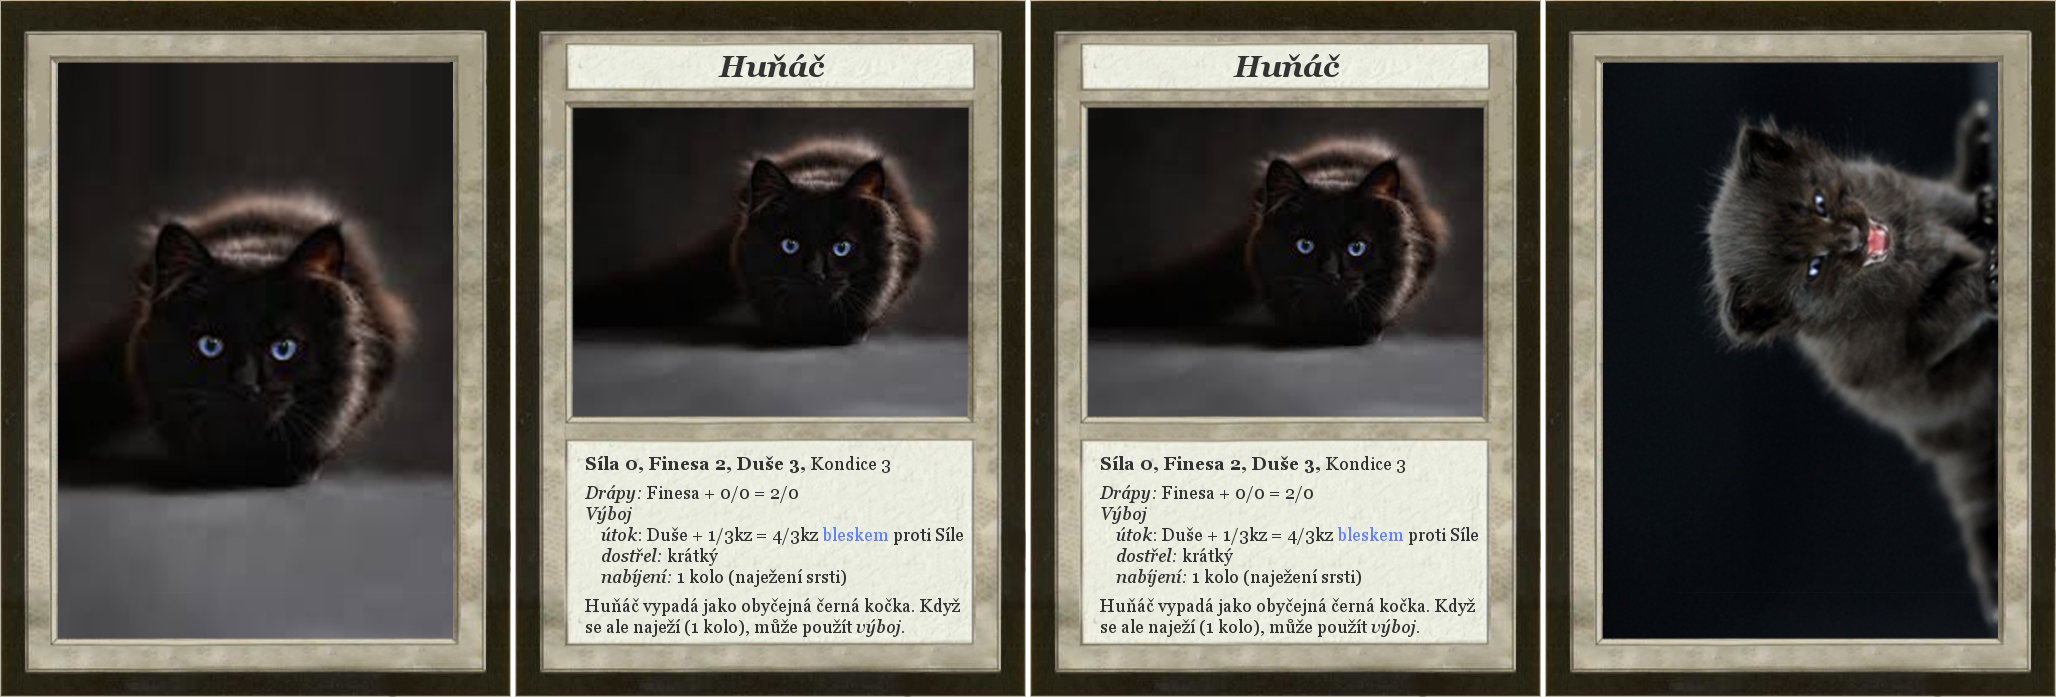 Huňáč
Síla 0, Finesa 2, Duše 3, Kondice 3
Drápy: Finesa + 0/0 = 2/0
Výboj
útok: Duše + 1/3kz = 4/3kz bleskem proti Síle
dostřel: krátký
nabíjení: 1 kolo (naježení srsti)
Huňáč vypadá jako obyčejná černá kočka. Když
se ale naježí (1 kolo), může použít výboj.
Huňáč
Síla 0, Finesa 2, Duše 3, Kondice 3
Drápy: Finesa + 0/0 = 2/0
Výboj
útok: Duše + 1/3kz = 4/3kz bleskem proti Síle
dostřel: krátký
nabíjení: 1 kolo (naježení srsti)
Huňáč vypadá jako obyčejná černá kočka. Když
se ale naježí (1 kolo), může použít výboj.